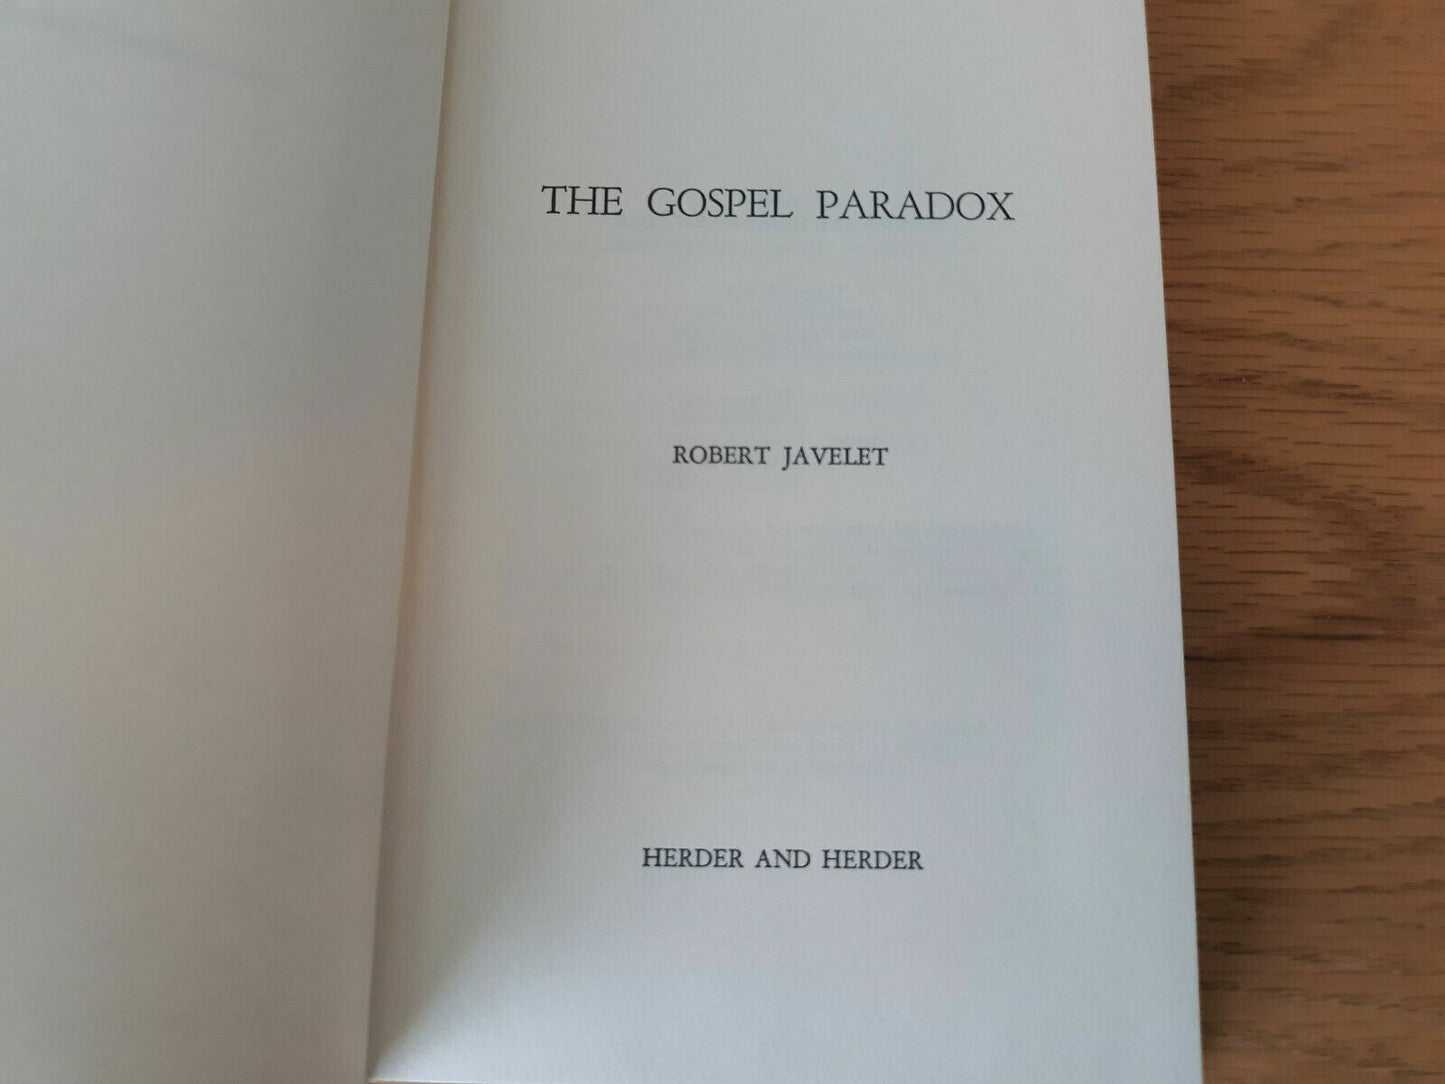 THE GOSPEL PARADOX
ROBERT JAVELET
HERDER AND HERDER